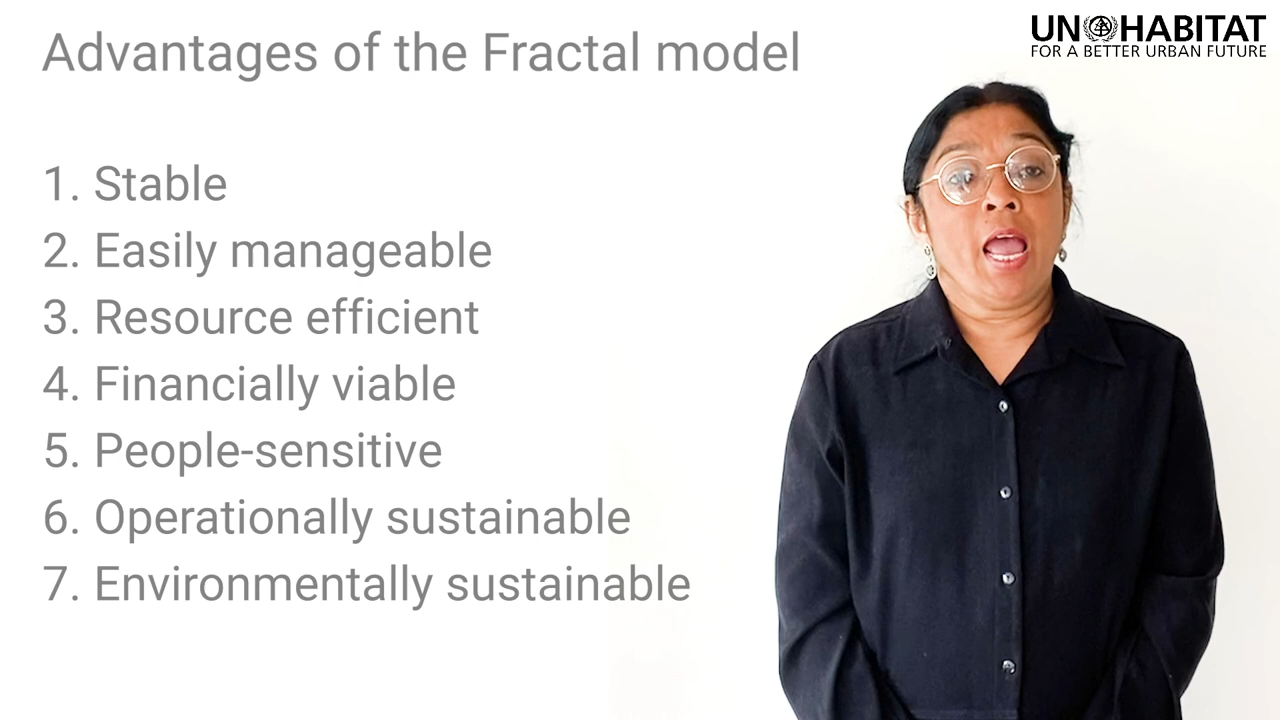 Advantages of the Fractal model
UN HABITAT
FOR A BETTER URBAN FUTURE
1. Stable
2. Easily manageable
3. Resource efficient
4. Financially viable
5. People-sensitive
6. Operationally sustainable
7. Environmentally sustainable